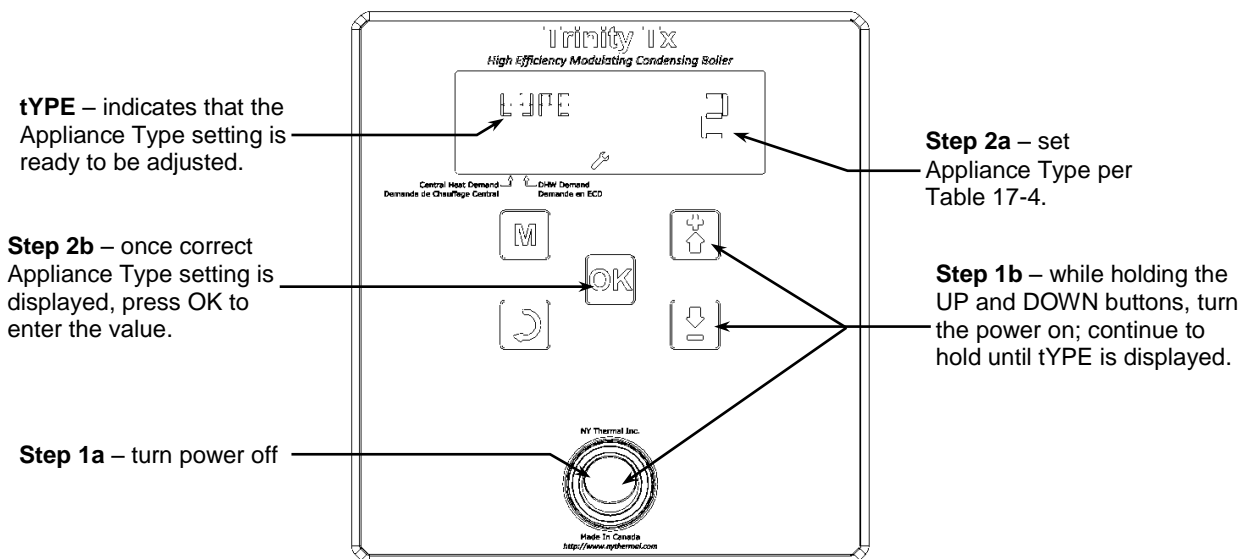 Trinity Tx
High Efficiency Modulating Condensing Boiler
tYPE – indicates that the
Appliance Type setting is
ready to be adjusted.
tYPE 2
Step 2a – set
Appliance Type per
Table 17-4.
Central Heat Demand
Demande de Chauffage Central
DHW Demand
Demande en ECD
Step 2b – once correct
Appliance Type setting is
displayed, press OK to
enter the value.
M
OK
Step 1b – while holding the
UP and DOWN buttons, turn
the power on; continue to
hold until tYPE is displayed.
Step 1a – turn power off
NY Thermal Inc.
Made In Canada
http://www.nythermal.com